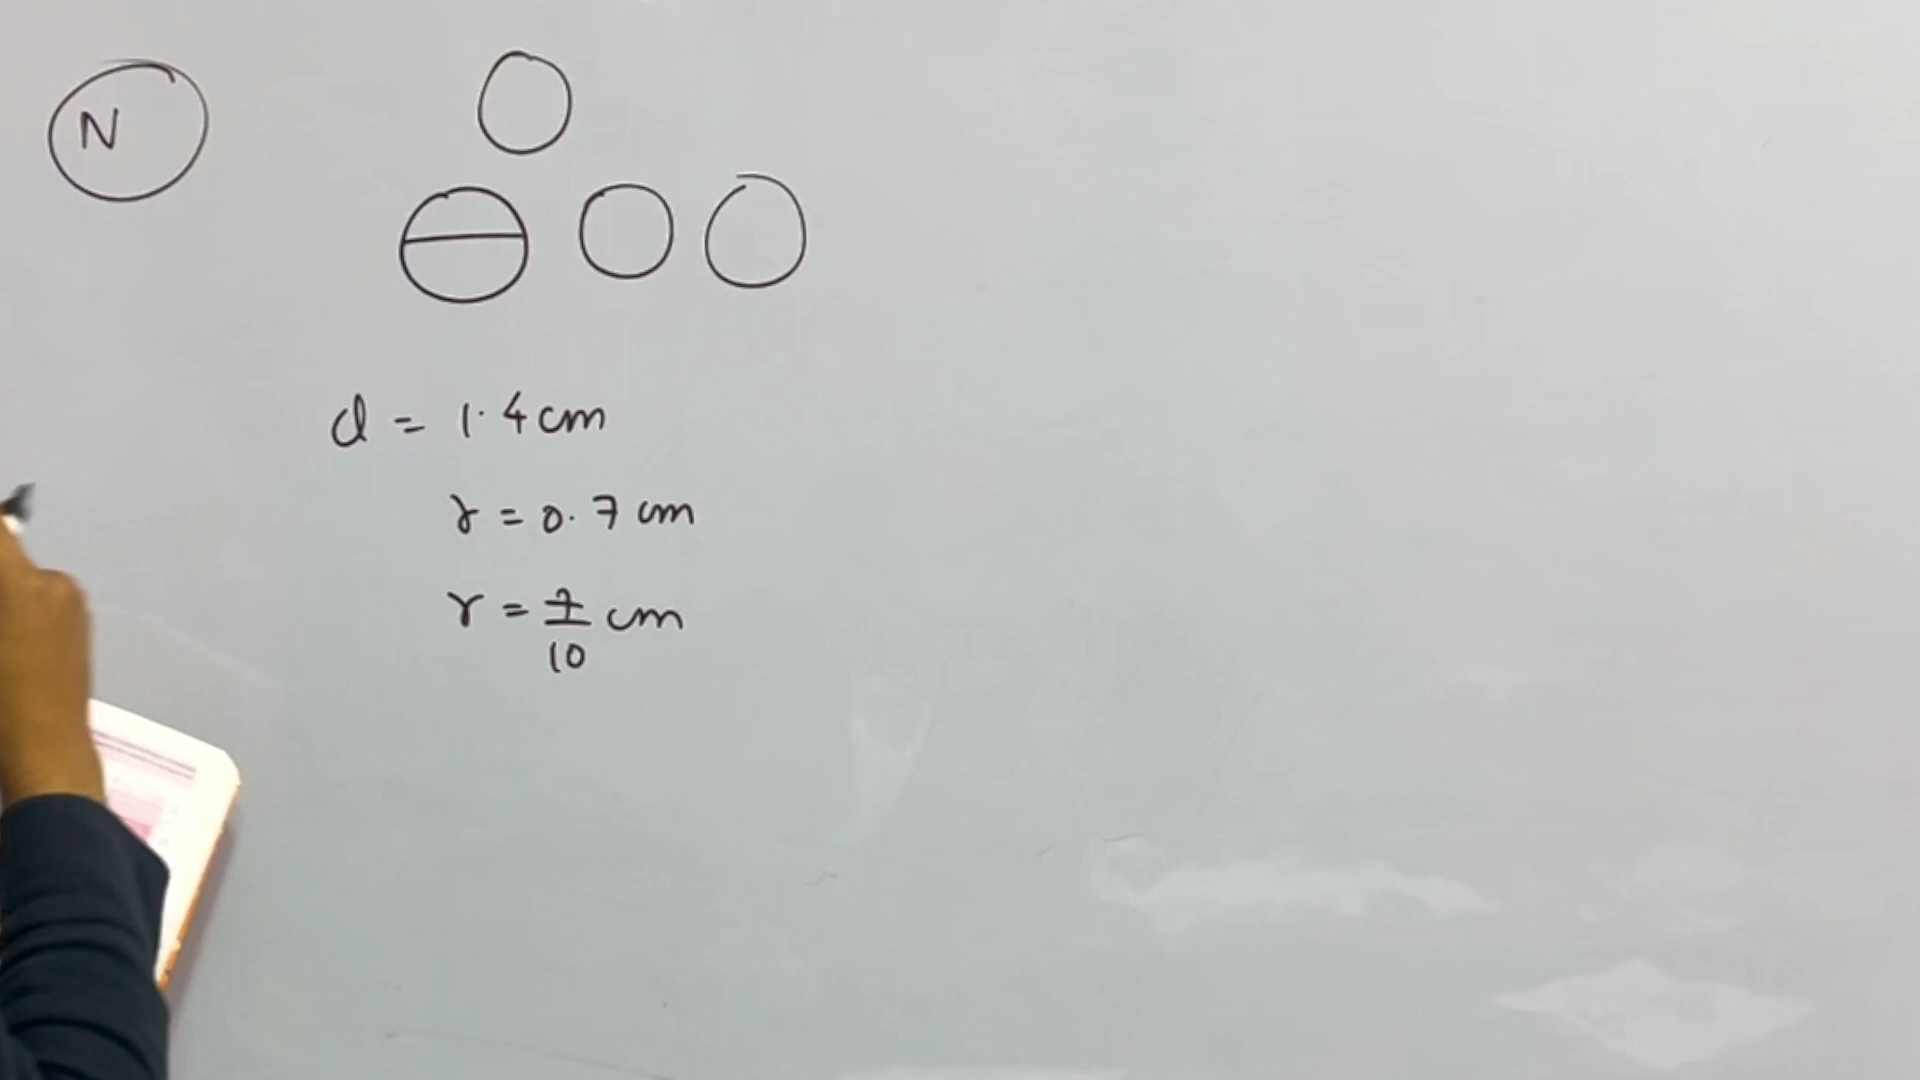 N
d = 1.4 cm
r = 0.7 cm
r = 7/10 cm